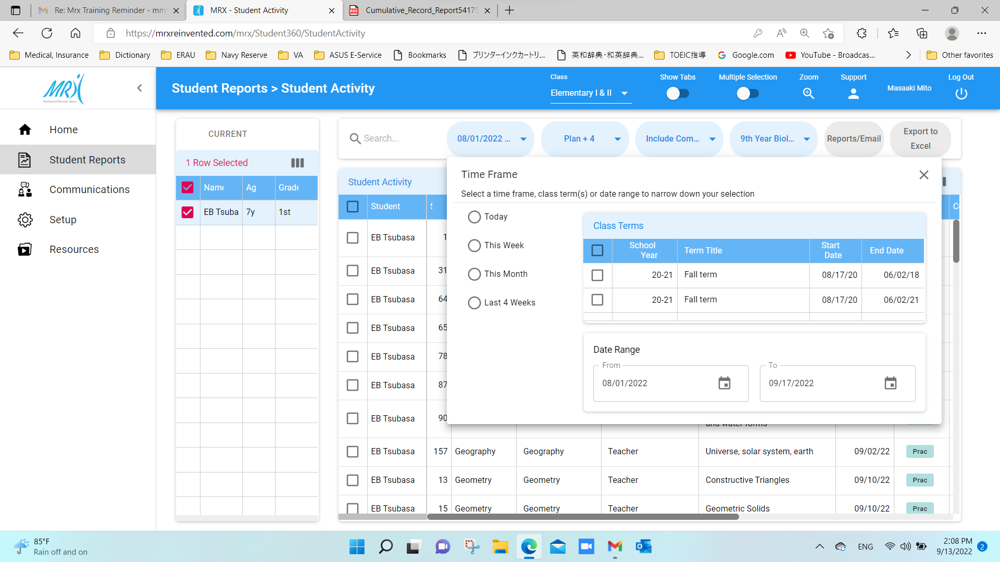 Re: Mrx Training Reminder - mm
MRX - Student Activity
Cumulative_Record_Report54175
https://mrxreinvented.com/mrx/Student360/StudentActivity
Medical, Insurance
Dictionary
ERAU
Navy Reserve
VA
ASUS E-Service
Bookmarks
プリンターインクカートリ...
英和辞典・和英辞典...
TOEIC指導
Google.com
YouTube - Broadcas...
Other favorites
MRX
Montessori Records Xpress
Student Reports > Student Activity
Class
Elementary I & II
Show Tabs
Multiple Selection
Zoom
Support
Masaaki Mito
Log Out
Home
Student Reports
Communications
Setup
Resources
CURRENT
1 Row Selected
Name Ag Grade
EB Tsuba 7y 1st
Search...
08/01/2022 ...
Plan + 4
Include Com...
9th Year Biol...
Reports/Email
Export to
Excel
Student Activity
Student
EB Tsubasa 1
EB Tsubasa 31
EB Tsubasa 64
EB Tsubasa 65
EB Tsubasa 78
EB Tsubasa 87
EB Tsubasa 90
and water forms
EB Tsubasa 157 Geography Geography Teacher Universe, solar system, earth 09/02/22 Prac
EB Tsubasa 13 Geometry Geometry Teacher Constructive Triangles 09/10/22 Prac
EB Tsubasa 15 Geometry Geometry Teacher Geometric Solids 09/10/22 Prac
Time Frame
Select a time frame, class term(s) or date range to narrow down your selection
Today
This Week
This Month
Last 4 Weeks
Class Terms
School Year Term Title Start Date End Date
20-21 Fall term 08/17/20 06/02/18
20-21 Fall term 08/17/20 06/02/21
Date Range
From
08/01/2022
To
09/17/2022
85°F
Rain off and on
ENG
2:08 PM
9/13/2022
2